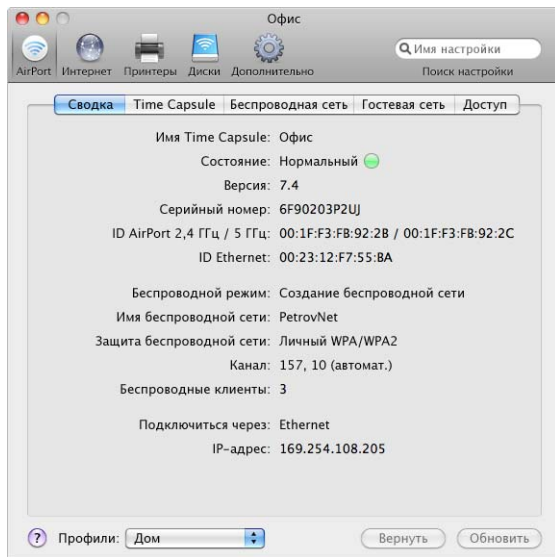 Офис
Имя настройки
AirPort Интернет Принтеры Диски Дополнительно Поиск настройки
Сводка Time Capsule Беспроводная сеть Гостевая сеть Доступ
Имя Time Capsule: Офис
Состояние: Нормальный
Версия: 7.4
Серийный номер: 6F90203P2UJ
ID AirPort 2,4 ГГц / 5 ГГц: 00:1F:F3:FB:92:2B / 00:1F:F3:FB:92:2C
ID Ethernet: 00:23:12:F7:55:BA
Беспроводной режим: Создание беспроводной сети
Имя беспроводной сети: PetrovNet
Защита беспроводной сети: Личный WPA/WPA2
Канал: 157, 10 (автомат.)
Беспроводные клиенты: 3
Подключиться через: Ethernet
IP-адрес: 169.254.108.205
? Профили: Дом Вернуть Обновить